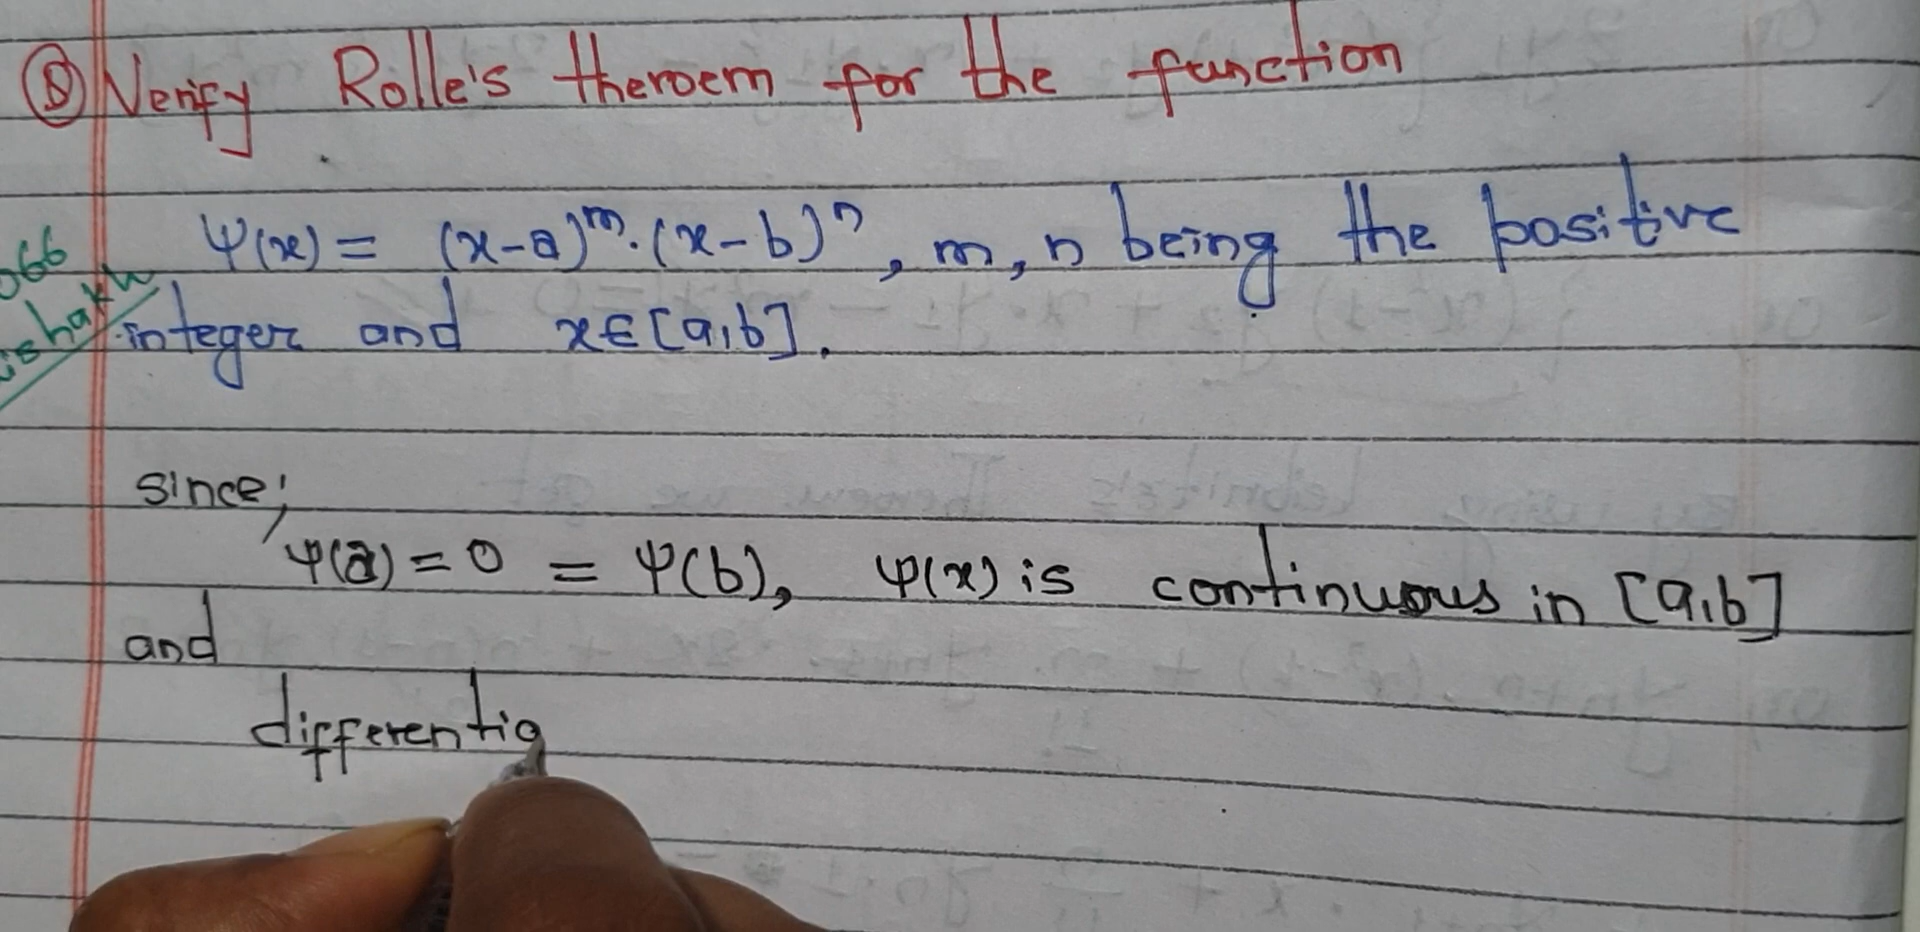 ⑧ Verify Rolle's theroem for the function
ψ(x) = (x-a)^m. (x-b)^n, m, n being the positive
integer and x∈[a,b].
since,
ψ(a) = 0 = ψ(b), ψ(x) is continuous in [a,b]
and
differentia